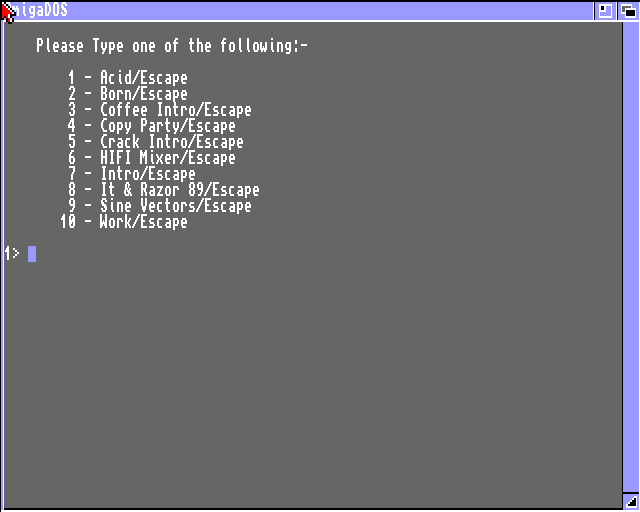 AmigaDOS
Please Type one of the following:-
1 - Acid/Escape
2 - Born/Escape
3 - Coffee Intro/Escape
4 - Copy Party/Escape
5 - Crack Intro/Escape
6 - HIFI Mixer/Escape
7 - Intro/Escape
8 - It & Razor 89/Escape
9 - Sine Vectors/Escape
10 - Work/Escape
1>